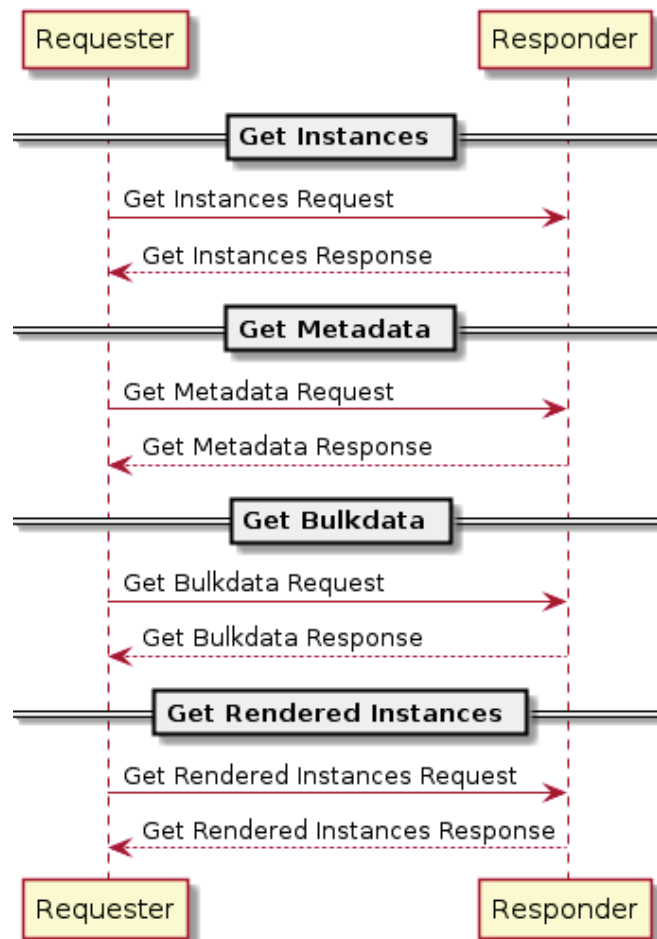 Requester
Responder
Get Instances
Get Instances Request
Get Instances Response
Get Metadata
Get Metadata Request
Get Metadata Response
Get Bulkdata
Get Bulkdata Request
Get Bulkdata Response
Get Rendered Instances
Get Rendered Instances Request
Get Rendered Instances Response
Requester
Responder